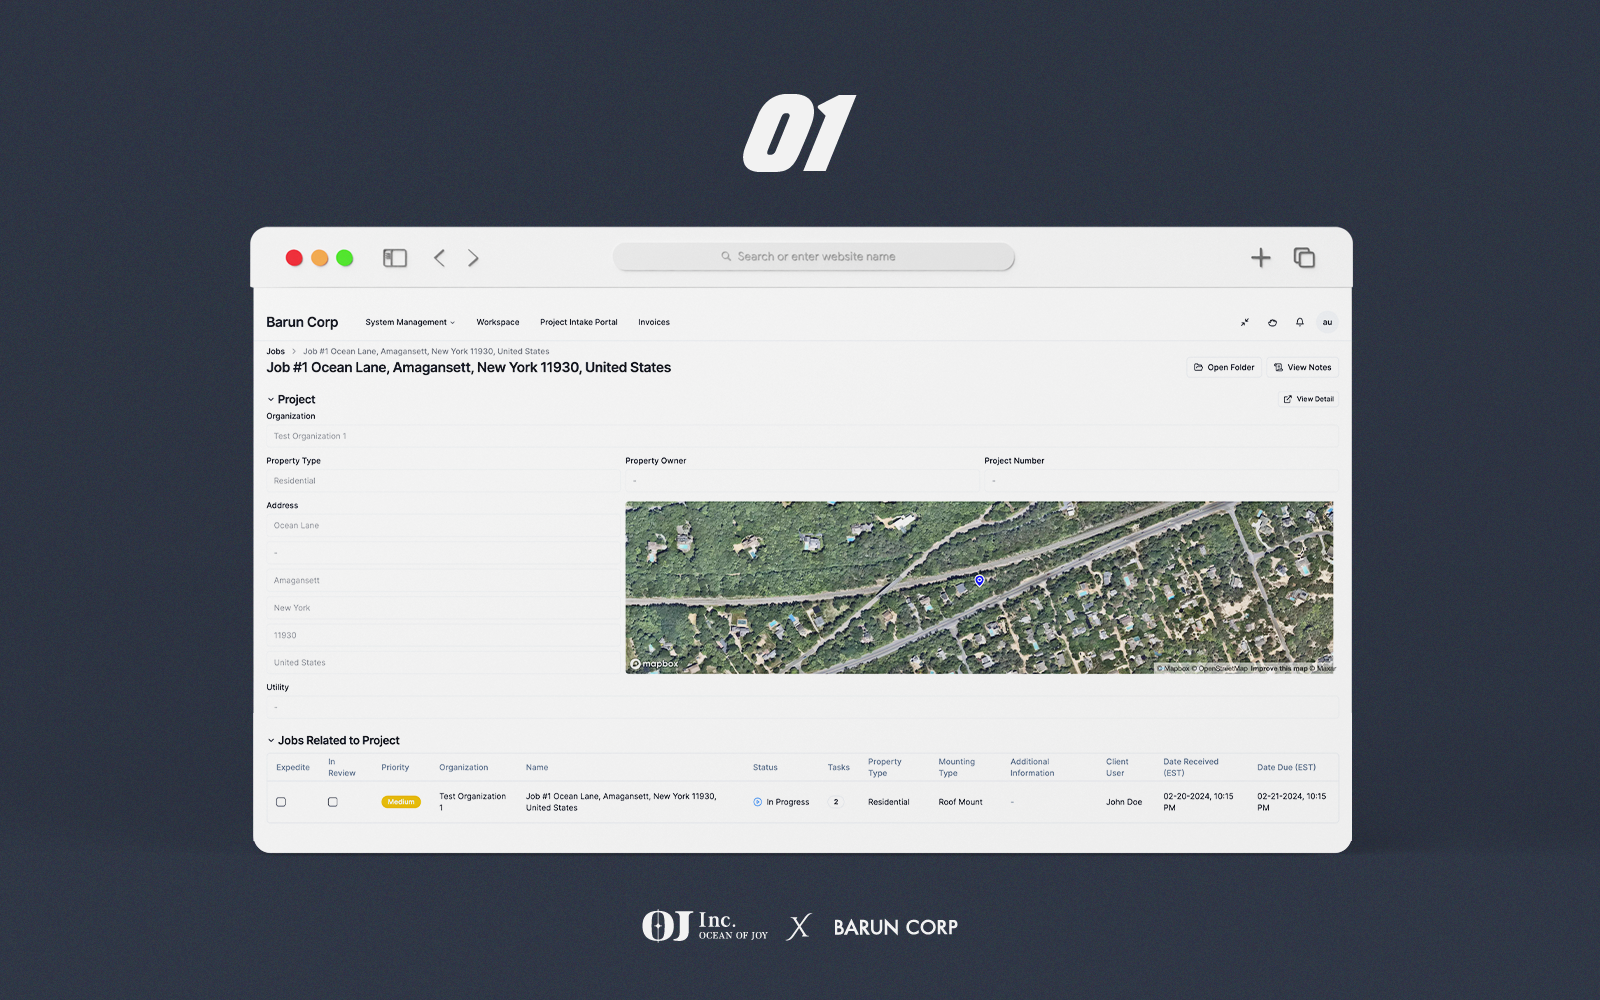 01
Search or enter website name
Barun Corp
System Management
Workspace
Project Intake Portal
Invoices
au
Jobs > Job #1 Ocean Lane, Amagansett, New York 11930, United States
Job #1 Ocean Lane, Amagansett, New York 11930, United States
Open Folder
View Notes
Project
View Detail
Organization
Test Organization 1
Property Type
Property Owner
Project Number
Residential
-
-
Address
Ocean Lane
-
Amagansett
New York
11930
United States
mapbox
© Mapbox © OpenStreetMap Improve this map © Maxar
Utility
-
Jobs Related to Project
Expedite
In
Review
Priority
Organization
Name
Status
Tasks
Property
Type
Mounting
Type
Additional
Information
Client
User
Date Received
(EST)
Date Due (EST)
Medium
Test Organization
1
Job #1 Ocean Lane, Amagansett, New York 11930,
United States
In Progress
2
Residential
Roof Mount
-
John Doe
02-20-2024, 10:15
PM
02-21-2024, 10:15
PM
OJ Inc.
OCEAN OF JOY
X
BARUN CORP